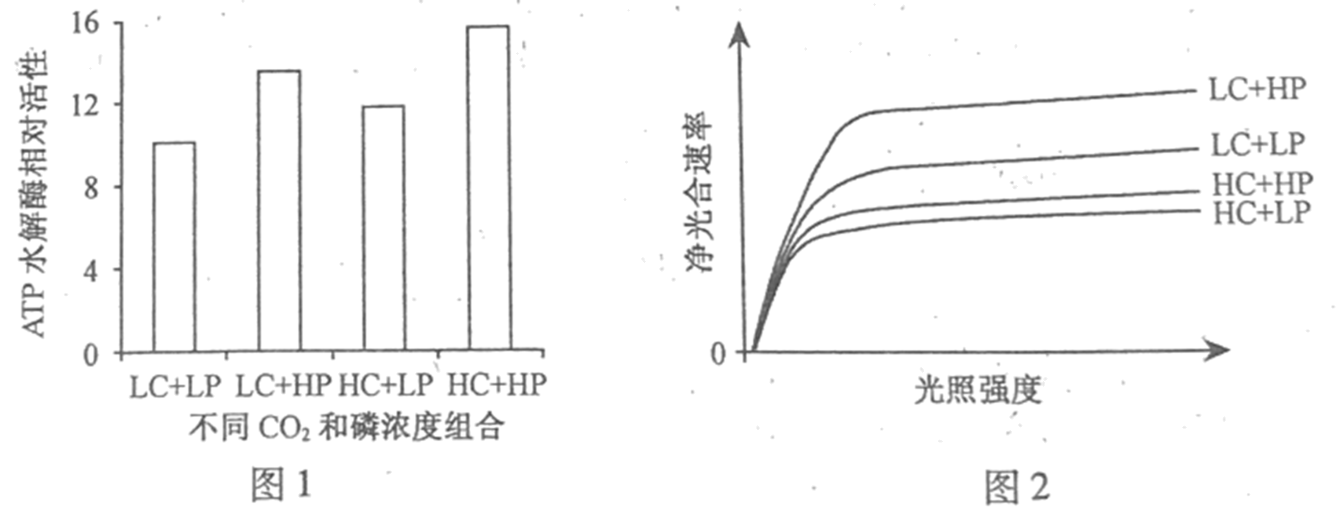 ATP 水解酶相对活性
16
12
8
4
0
LC+LP LC+HP HC+LP HC+HP
不同 CO₂ 和磷浓度组合
图 1
净光合速率
LC+HP
LC+LP
HC+HP
HC+LP
0
光照强度
图 2